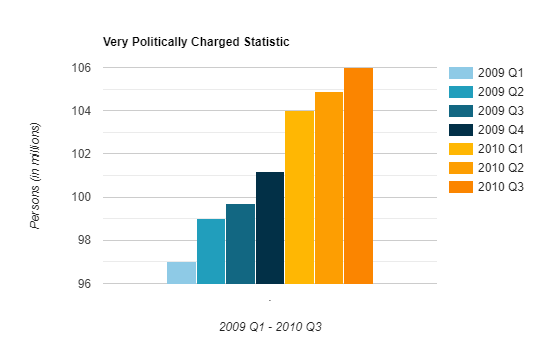 Very Politically Charged Statistic
106
104
102
100
98
96
Persons (in millions)
.
2009 Q1 - 2010 Q3
2009 Q1
2009 Q2
2009 Q3
2009 Q4
2010 Q1
2010 Q2
2010 Q3